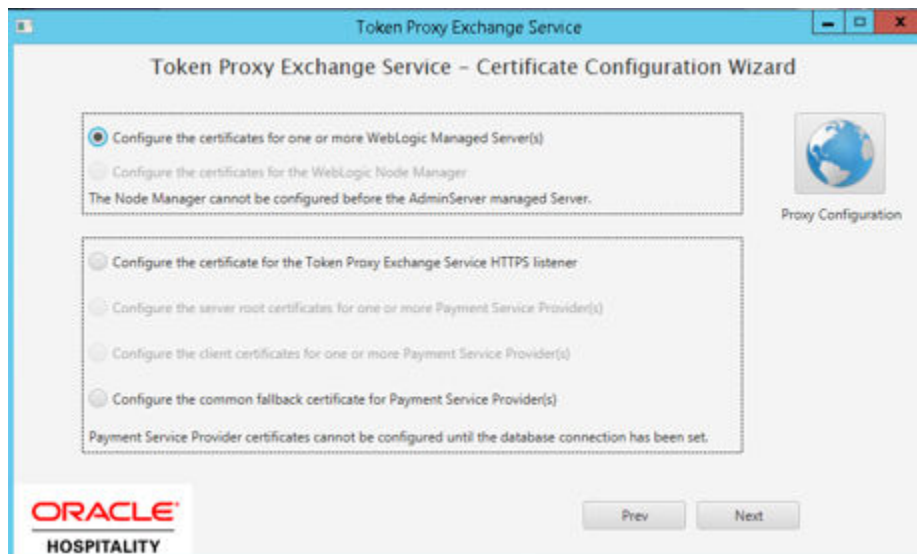 Token Proxy Exchange Service
Token Proxy Exchange Service – Certificate Configuration Wizard
Configure the certificates for one or more WebLogic Managed Server(s)
Configure the certificates for the WebLogic Node Manager
The Node Manager cannot be configured before the AdminServer managed Server.
Proxy Configuration
Configure the certificate for the Token Proxy Exchange Service HTTPS listener
Configure the server root certificates for one or more Payment Service Provider(s)
Configure the client certificates for one or more Payment Service Provider(s)
Configure the common fallback certificate for Payment Service Provider(s)
Payment Service Provider certificates cannot be configured until the database connection has been set.
ORACLE
HOSPITALITY
Prev
Next